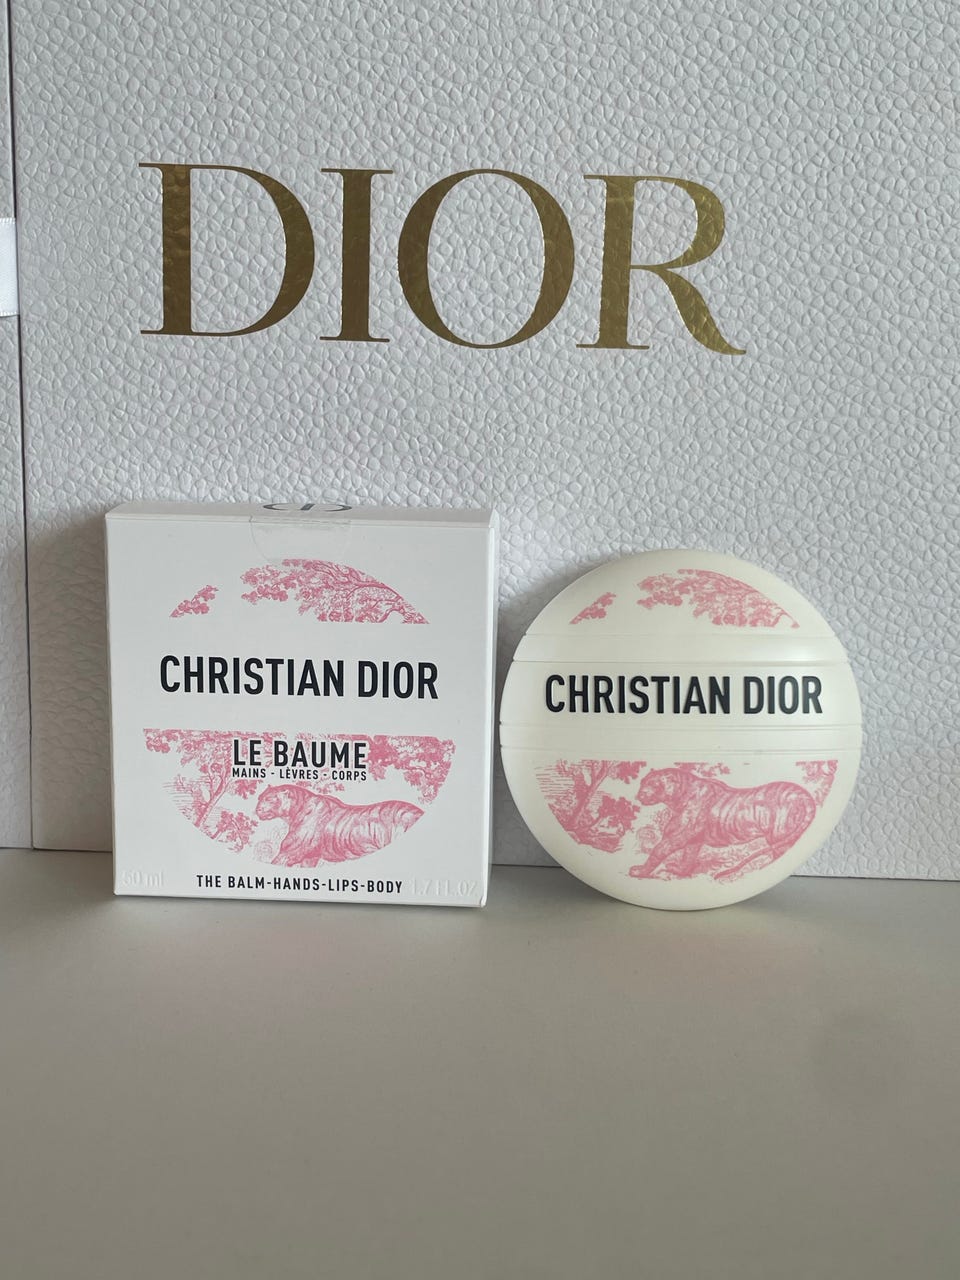 DIOR
CHRISTIAN DIOR
LE BAUME
MAINS - LÈVRES - CORPS
50 ml
THE BALM-HANDS-LIPS-BODY
1.7 FL.OZ
CHRISTIAN DIOR